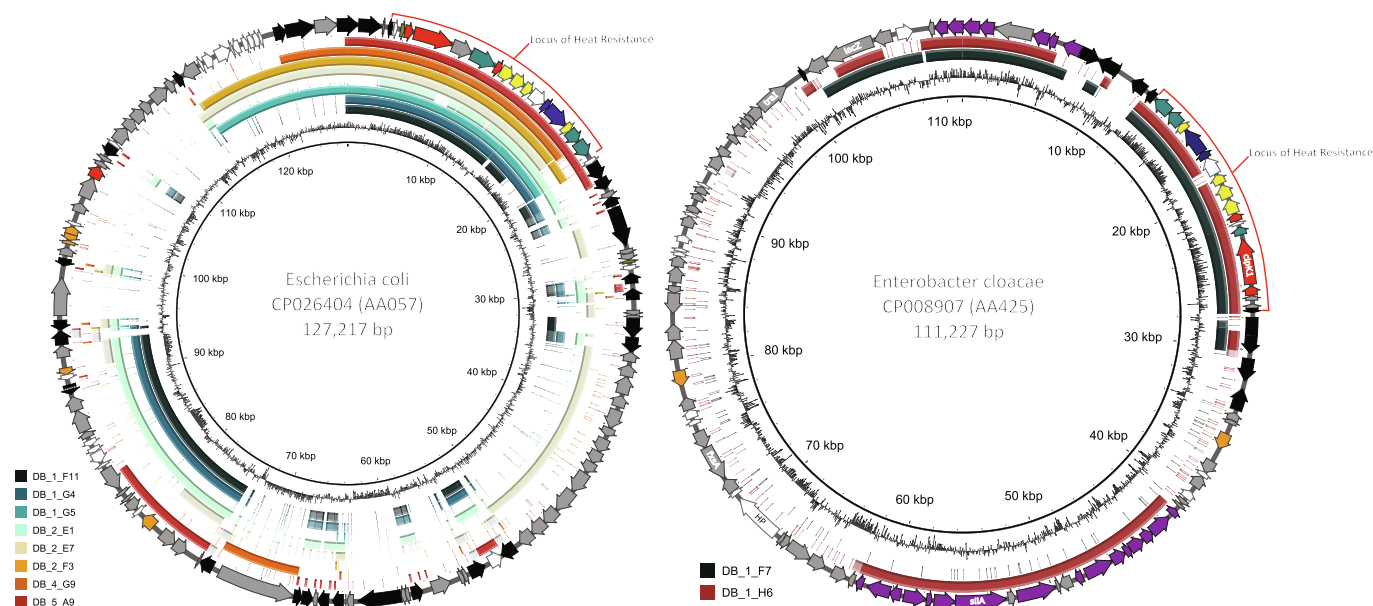 Locus of Heat Resistance
120 kbp
10 kbp
110 kbp
20 kbp
100 kbp
30 kbp
90 kbp
40 kbp
80 kbp
50 kbp
70 kbp
60 kbp
Escherichia coli
CP026404 (AA057)
127,217 bp
DB_1_F11
DB_1_G4
DB_1_G5
DB_2_E1
DB_2_E7
DB_2_F3
DB_4_G9
DB_5_A9
lacZ
traI
Locus of Heat Resistance
clpK1
110 kbp
10 kbp
100 kbp
20 kbp
90 kbp
30 kbp
80 kbp
40 kbp
70 kbp
50 kbp
60 kbp
Enterobacter cloacae
CP008907 (AA425)
111,227 bp
HP
silA
DB_1_F7
DB_1_H6